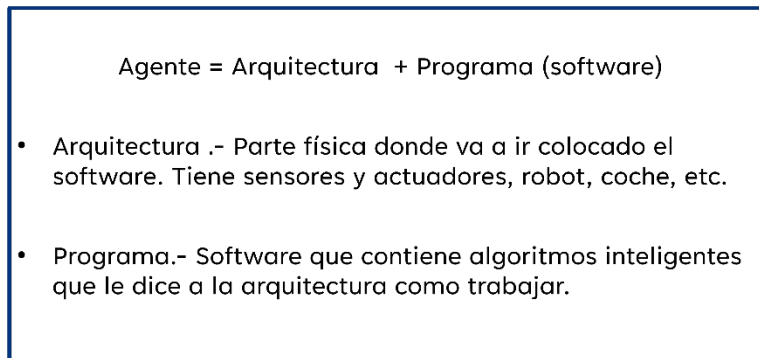 Agente = Arquitectura + Programa (software)
• Arquitectura .- Parte física donde va a ir colocado el
software. Tiene sensores y actuadores, robot, coche, etc.
• Programa.- Software que contiene algoritmos inteligentes
que le dice a la arquitectura como trabajar.